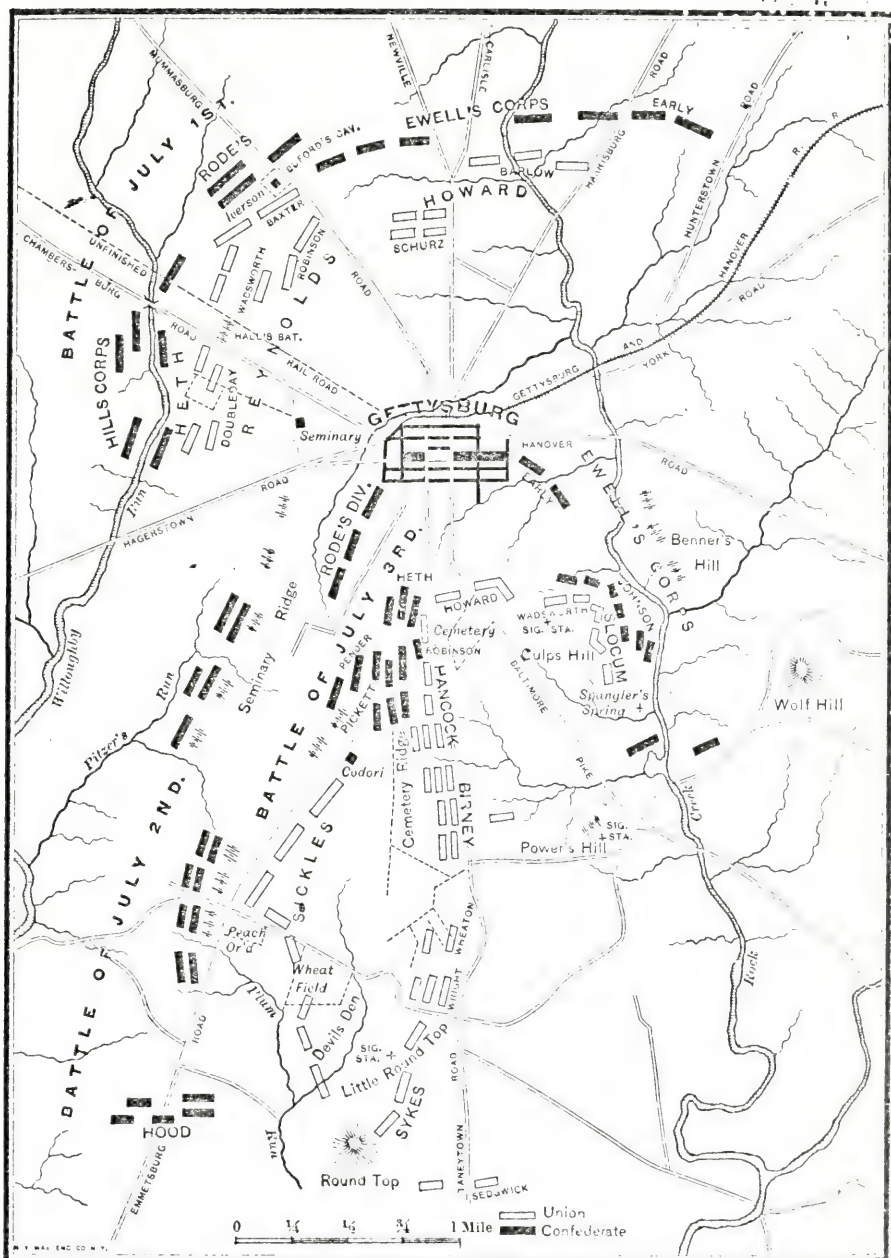 MUMMASBURG
NEWVILLE
CARLISLE
ROAD
ROAD
EWELL'S CORPS
EARLY
R. R.
BATTLE OF JULY 1ST.
RODE'S
BUFORD'S CAV.
BARLOW
HARRISBURG
Iverson
BAXTER
HOWARD
HUNTERSTOWN
SCHURZ
HANOVER
UNFINISHED
CHAMBERS-
BURG
WADSWORTH
ROBINSON
ROAD
ROAD
HALL'S BAT.
ROAD
HILLS CORPS
HETH
REYNOLDS
DOUBLEDAY
RAIL ROAD
GETTYSBURG
AND
YORK
GETTYSBURG
Seminary
HANOVER
ROAD
ROAD
EARLY
EWELL'S
CORPS
HAGERSTOWN
Run
RODE'S DIV.
Benner's
Hill
BATTLE OF JULY 3RD.
HETH
HOWARD
JOHNSON
WADSWORTH
SIG. STA.
SLOCUM
Willoughby
Seminary Ridge
Cemetery
ROBINSON
Culps Hill
PENDER
PICKETT
HANCOCK
BALTIMORE
Spangler's
Spring
Wolf Hill
Run
Pitzer's
Codori
Cemetery Ridge
PIKE
BIRNEY
Creek
SIG.
STA.
Power's Hill
BATTLE OF JULY 2ND.
SICKLES
Peach
Or'd
WHEATON
Wheat
Field
WRIGHT
Rock
Plum
Devils Den
ROAD
SIG.
STA.
Little Round Top
ROAD
SYKES
HOOD
Run
EMMETSBURG
Round Top
TANEYTOWN
SEDGWICK
Union
0 ¼ ½ ¾ 1 Mile
Confederate